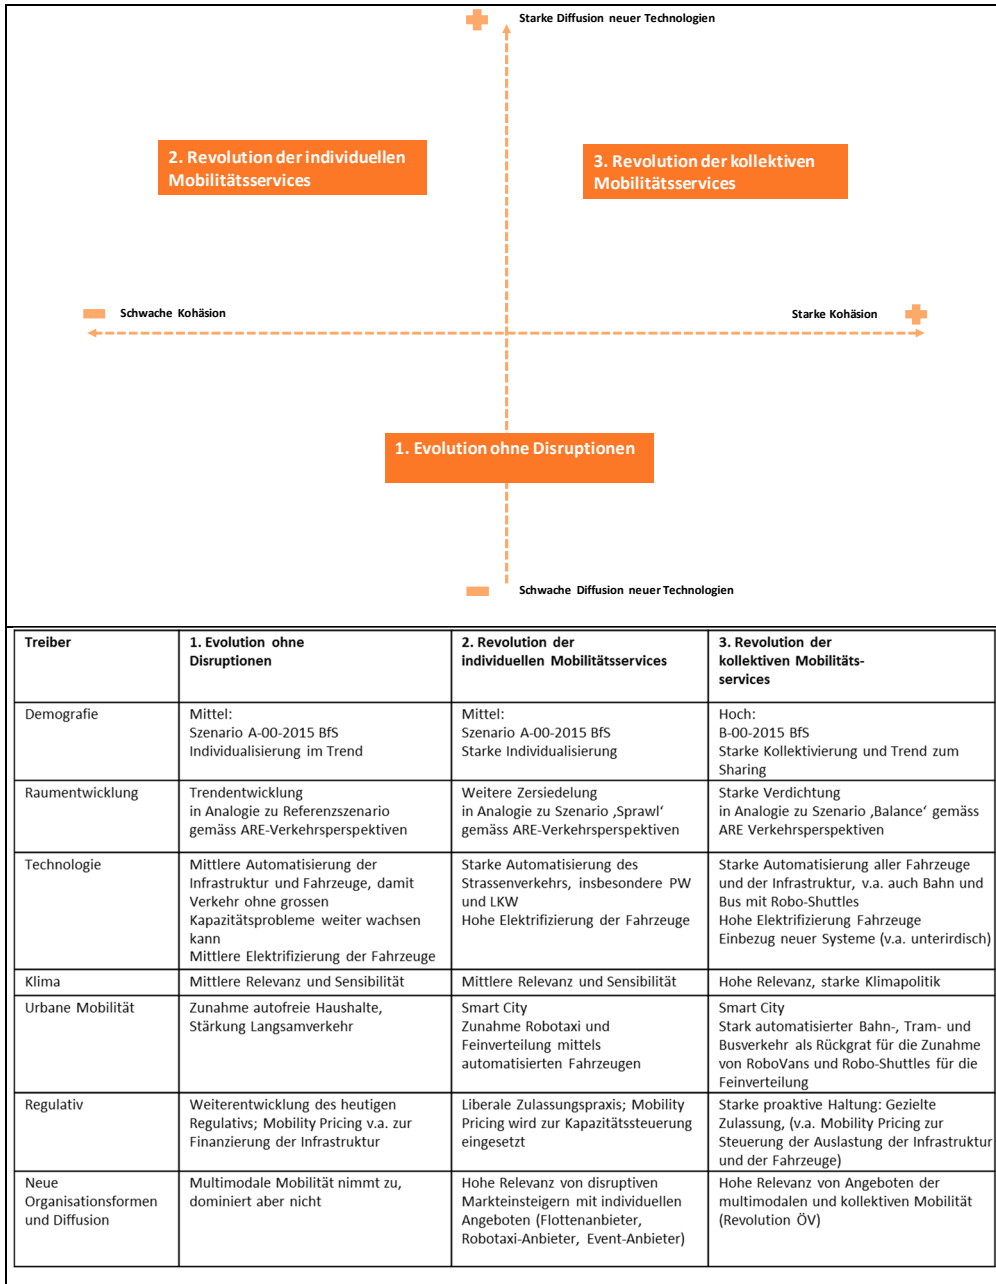 Starke Diffusion neuer Technologien
2. Revolution der individuellen
Mobilitätsservices
3. Revolution der kollektiven
Mobilitätsservices
Schwache Kohäsion
Starke Kohäsion
1. Evolution ohne Disruptionen
Schwache Diffusion neuer Technologien
Treiber
1. Evolution ohne
Disruptionen
2. Revolution der
individuellen Mobilitätsservices
3. Revolution der
kollektiven Mobilitäts-
services
Demografie
Mittel:
Szenario A-00-2015 BfS
Individualisierung im Trend
Mittel:
Szenario A-00-2015 BfS
Starke Individualisierung
Hoch:
B-00-2015 BfS
Starke Kollektivierung und Trend zum
Sharing
Raumentwicklung
Trendentwicklung
in Analogie zu Referenzszenario
gemäss ARE-Verkehrsperspektiven
Weitere Zersiedelung
in Analogie zu Szenario ‚Sprawl‘
gemäss ARE-Verkehrsperspektiven
Starke Verdichtung
in Analogie zu Szenario ‚Balance‘ gemäss
ARE Verkehrsperspektiven
Technologie
Mittlere Automatisierung der
Infrastruktur und Fahrzeuge, damit
Verkehr ohne grossen
Kapazitätsprobleme weiter wachsen
kann
Mittlere Elektrifizierung der Fahrzeuge
Starke Automatisierung des
Strassenverkehrs, insbesondere PW
und LKW
Hohe Elektrifizierung der Fahrzeuge
Starke Automatisierung aller Fahrzeuge
und der Infrastruktur, v.a. auch Bahn und
Bus mit Robo-Shuttles
Hohe Elektrifizierung Fahrzeuge
Einbezug neuer Systeme (v.a. unterirdisch)
Klima
Mittlere Relevanz und Sensibilität
Mittlere Relevanz und Sensibilität
Hohe Relevanz, starke Klimapolitik
Urbane Mobilität
Zunahme autofreie Haushalte,
Stärkung Langsamverkehr
Smart City
Zunahme Robotaxi und
Feinverteilung mittels
automatisierten Fahrzeugen
Smart City
Stark automatisierter Bahn-, Tram- und
Busverkehr als Rückgrat für die Zunahme
von RoboVans und Robo-Shuttles für die
Feinverteilung
Regulativ
Weiterentwicklung des heutigen
Regulativs; Mobility Pricing v.a. zur
Finanzierung der Infrastruktur
Liberale Zulassungspraxis; Mobility
Pricing wird zur Kapazitätssteuerung
eingesetzt
Starke proaktive Haltung: Gezielte
Zulassung, (v.a. Mobility Pricing zur
Steuerung der Auslastung der Infrastruktur
und der Fahrzeuge)
Neue
Organisationsformen
und Diffusion
Multimodale Mobilität nimmt zu,
dominiert aber nicht
Hohe Relevanz von disruptiven
Markteinsteigern mit individuellen
Angeboten (Flottenanbieter,
Robotaxi-Anbieter, Event-Anbieter)
Hohe Relevanz von Angeboten der
multimodalen und kollektiven Mobilität
(Revolution ÖV)